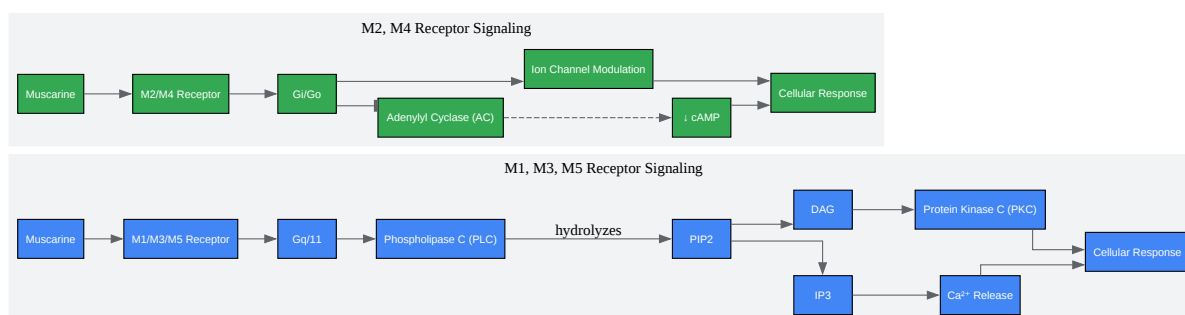 M2, M4 Receptor Signaling
Ion Channel Modulation
Muscarine
M2/M4 Receptor
Gi/Go
Cellular Response
Adenylyl Cyclase (AC)
↓ cAMP
M1, M3, M5 Receptor Signaling
DAG
Protein Kinase C (PKC)
Muscarine
M1/M3/M5 Receptor
Gq/11
Phospholipase C (PLC)
hydrolyzes
PIP2
Cellular Response
IP3
Ca²⁺ Release